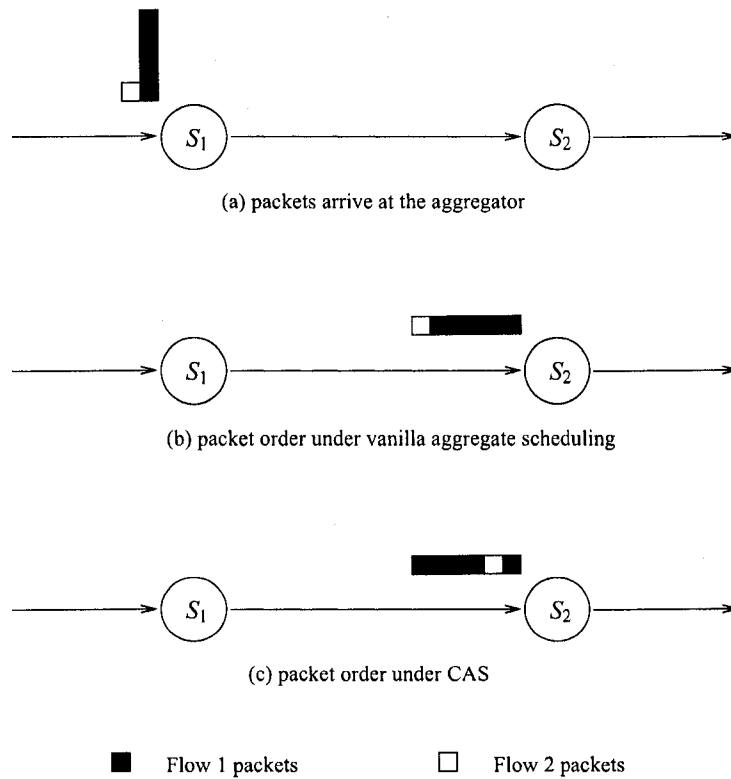 S1
S2
(a) packets arrive at the aggregator
S1
S2
(b) packet order under vanilla aggregate scheduling
S1
S2
(c) packet order under CAS
Flow 1 packets
Flow 2 packets